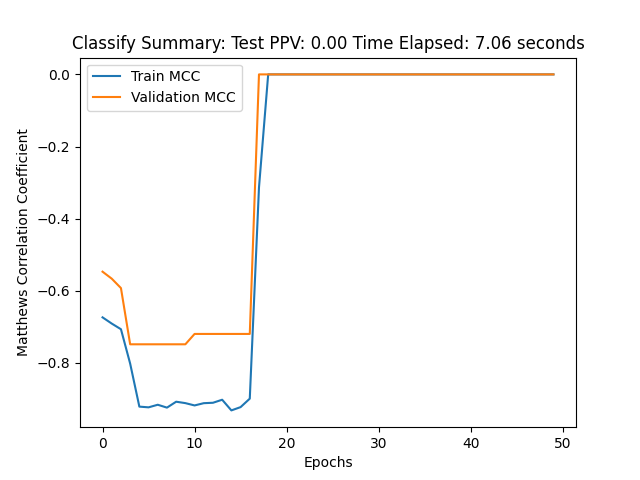 Classify Summary: Test PPV: 0.00 Time Elapsed: 7.06 seconds
Train MCC
Validation MCC
Matthews Correlation Coefficient
0.0
−0.2
−0.4
−0.6
−0.8
0 10 20 30 40 50
Epochs